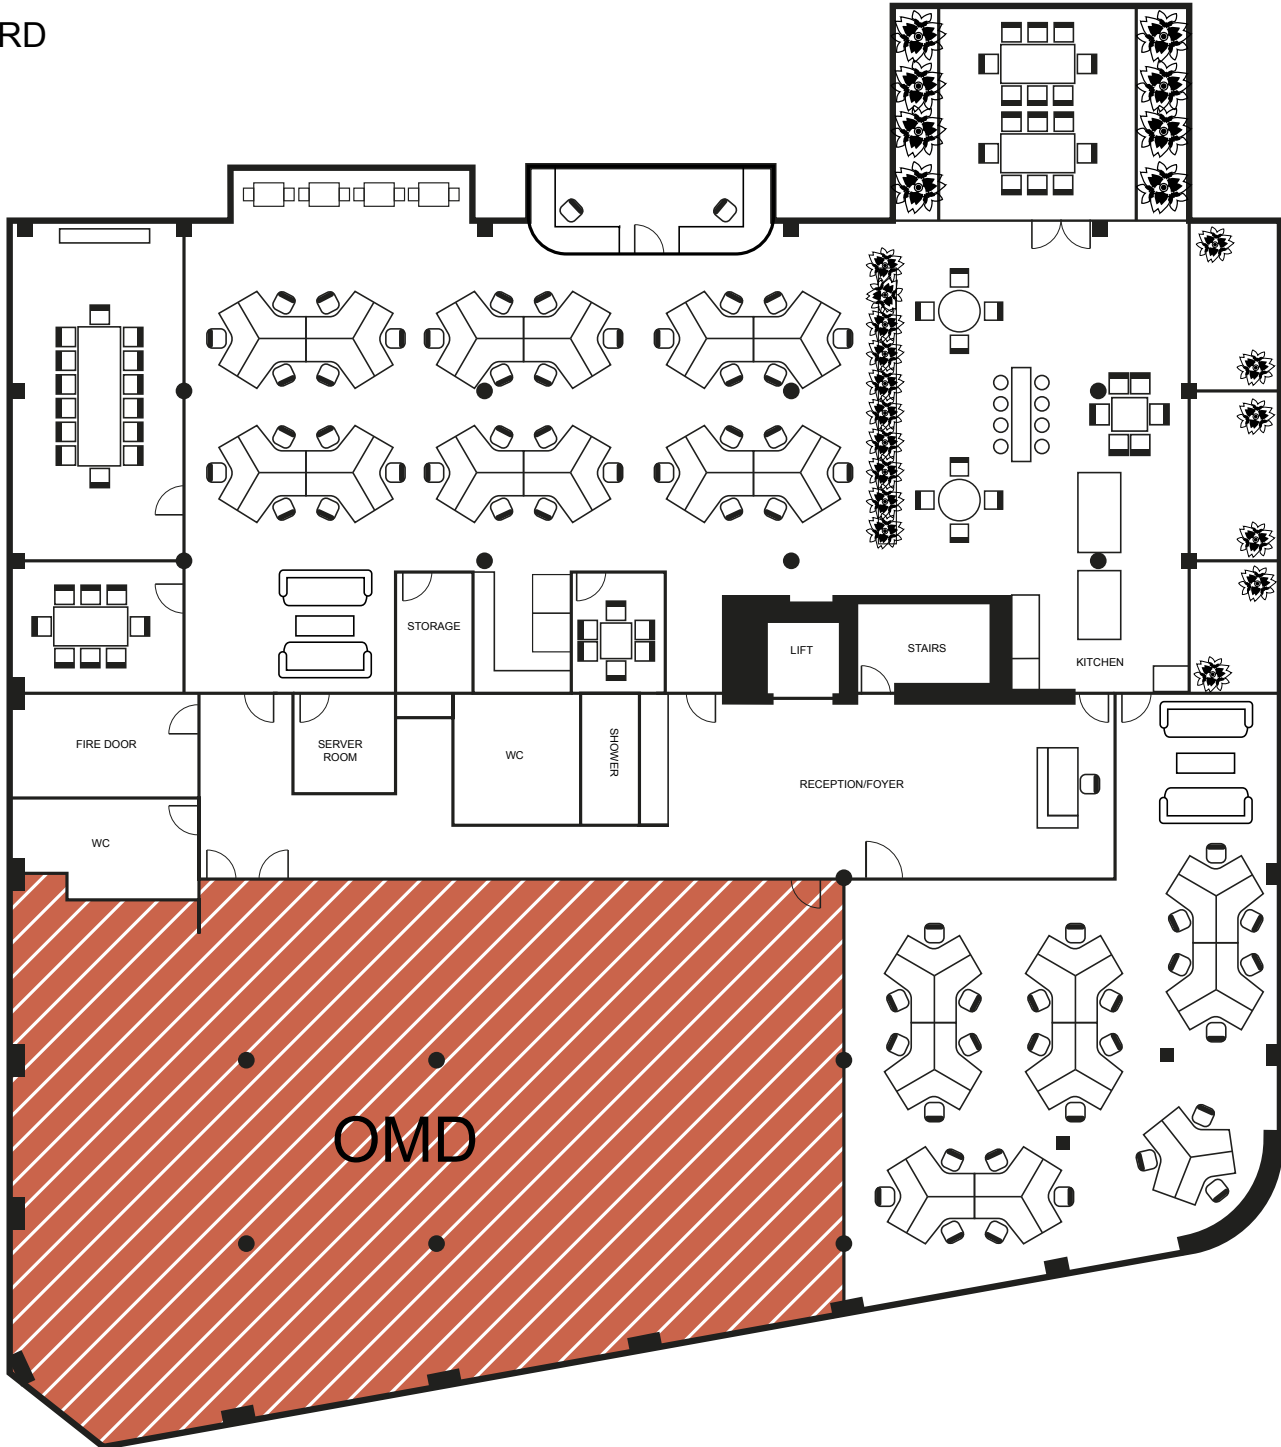 RD
STORAGE
LIFT
STAIRS
KITCHEN
FIRE DOOR
SERVER
ROOM
WC
SHOWER
RECEPTION/FOYER
WC
OMD